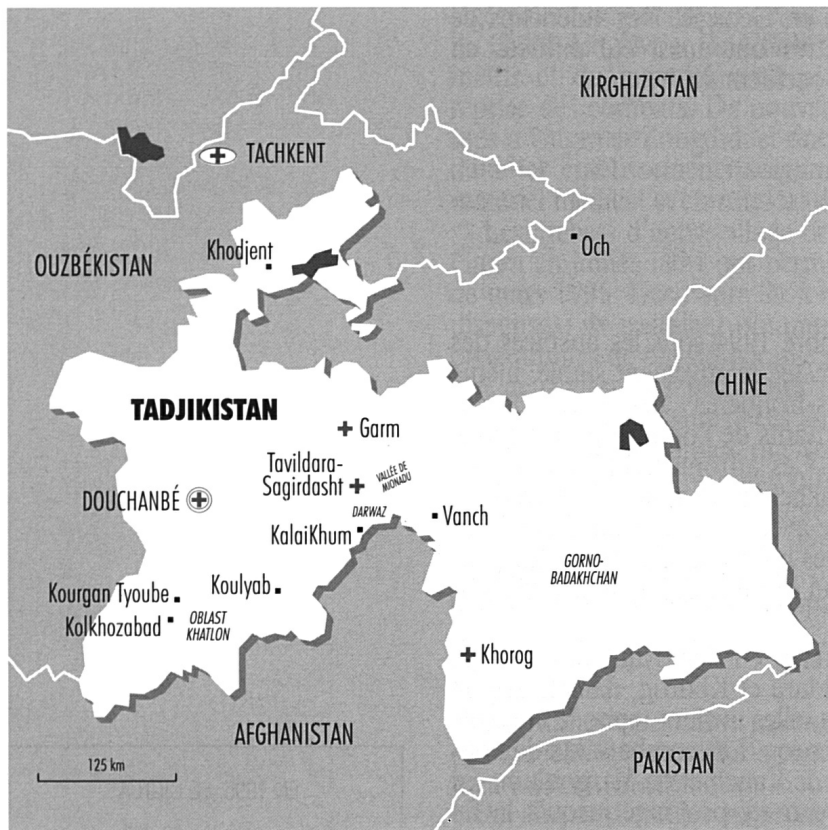 KIRGHIZISTAN
TACHKENT
Och
Khodjent
OUZBÉKISTAN
CHINE
TADJIKISTAN
Garm
Tavildara-
Sagirdasht
VALLÉE DE
MIONADU
DOUCHANBÉ
DARWAZ
Vanch
KalaiKhum
GORNO-
BADAKHCHAN
Koulyab
Kourgan Tyoube
Kolkhozabad
OBLAST
KHATLON
Khorog
AFGHANISTAN
PAKISTAN
125 km